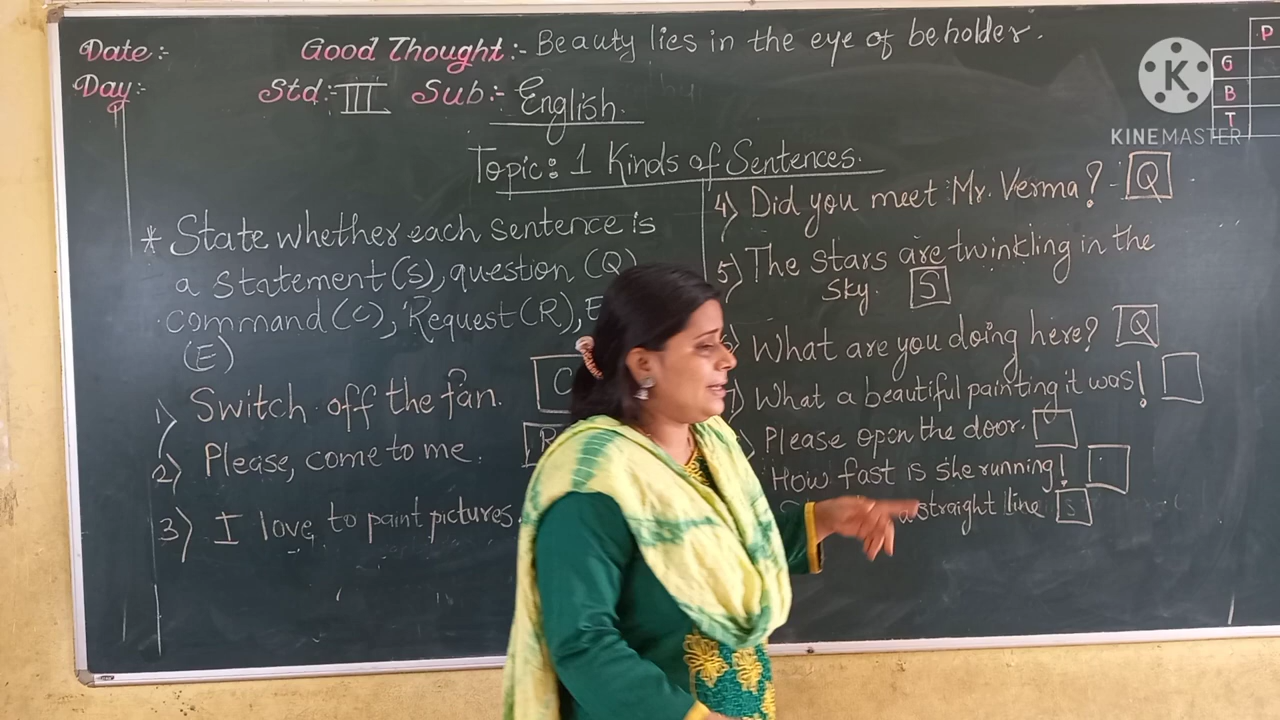 Date:-
Good Thought:- Beauty lies in the eye of beholder.
Day:-
Std:- III Sub:- English.
P
G
B
T
KINEMASTER
Topic: 1 Kinds of Sentences.
* State whether each sentence is
a statement (S), question (Q)
command (C), Request (R), E
(E)
1) Switch off the fan. C
2) Please, come to me. R
3) I love to paint pictures.
4) Did you meet Mr. Verma? - Q
5) The stars are twinkling in the
sky. S
What are you doing here? Q
What a beautiful painting it was!
Please open the door.
How fast is she running!
a straight line S